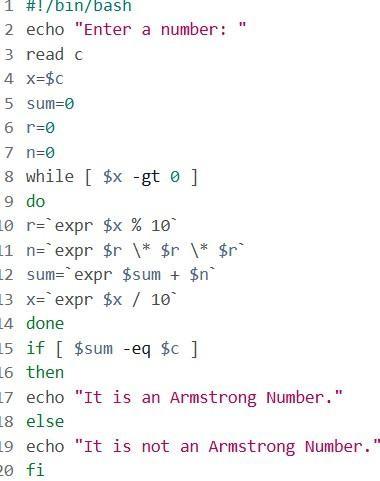 1 #!/bin/bash
2 echo "Enter a number: "
3 read c
4 x=$c
5 sum=0
6 r=0
7 n=0
8 while [ $x -gt 0 ]
9 do
10 r=`expr $x % 10`
11 n=`expr $r \* $r \* $r`
12 sum=`expr $sum + $n`
13 x=`expr $x / 10`
14 done
15 if [ $sum -eq $c ]
16 then
17 echo "It is an Armstrong Number."
18 else
19 echo "It is not an Armstrong Number."
20 fi